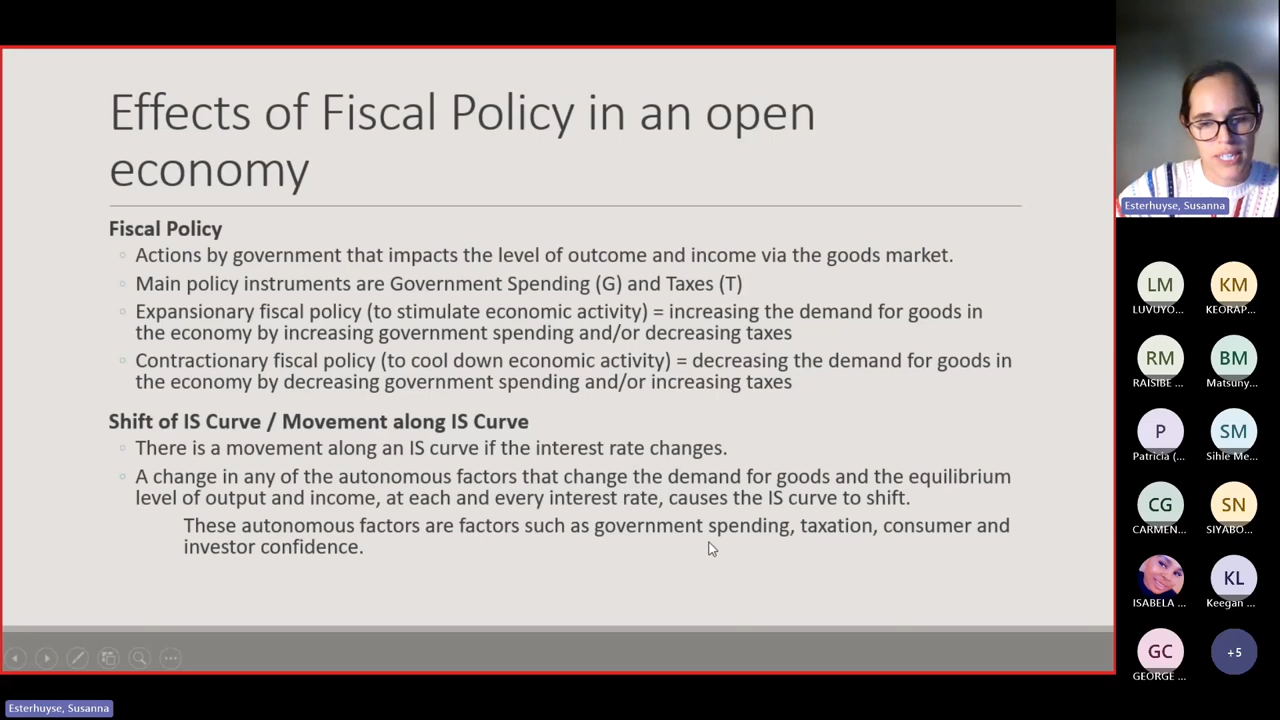 Effects of Fiscal Policy in an open
economy
Fiscal Policy
Actions by government that impacts the level of outcome and income via the goods market.
Main policy instruments are Government Spending (G) and Taxes (T)
Expansionary fiscal policy (to stimulate economic activity) = increasing the demand for goods in
the economy by increasing government spending and/or decreasing taxes
Contractionary fiscal policy (to cool down economic activity) = decreasing the demand for goods in
the economy by decreasing government spending and/or increasing taxes
Shift of IS Curve / Movement along IS Curve
There is a movement along an IS curve if the interest rate changes.
A change in any of the autonomous factors that change the demand for goods and the equilibrium
level of output and income, at each and every interest rate, causes the IS curve to shift.
These autonomous factors are factors such as government spending, taxation, consumer and
investor confidence.
Esterhuyse, Susanna
LM KM
LUVUYO... KEORAP...
RM BM
RAISIBE ... Matsuny...
P SM
Patricia (... Sihle Me...
CG SN
CARMEN... SIYABO...
KL
ISABELA ... Keegan ...
GC +5
GEORGE ...
Esterhuyse, Susanna